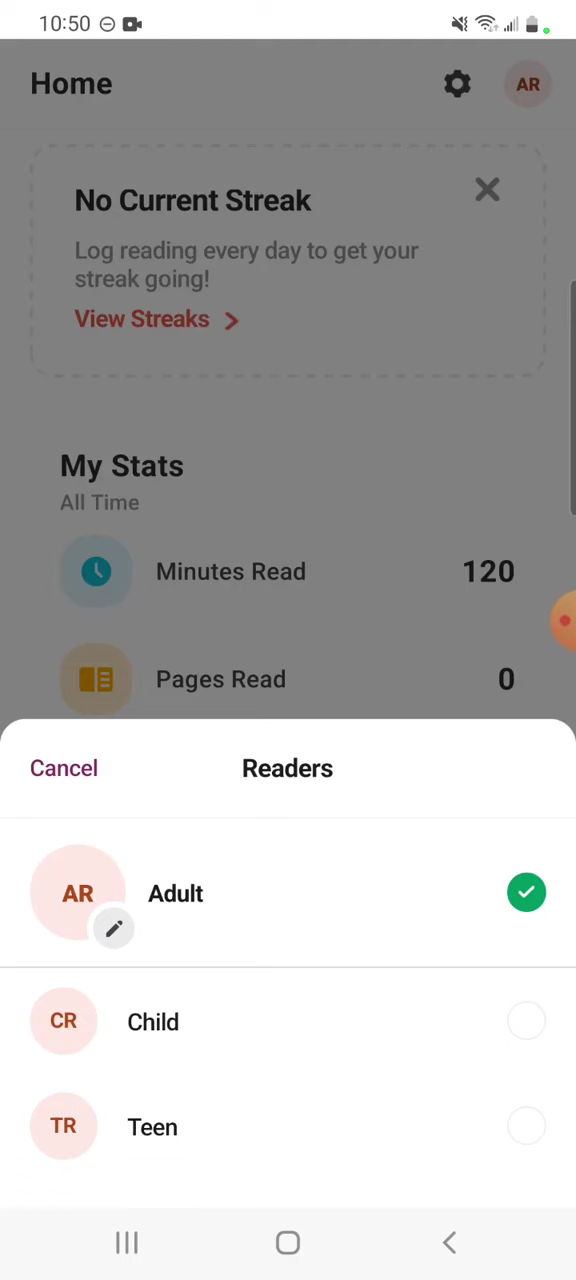 10:50
Home
AR
No Current Streak
Log reading every day to get your
streak going!
View Streaks
My Stats
All Time
Minutes Read 120
Pages Read 0
Cancel Readers
AR Adult
CR Child
TR Teen